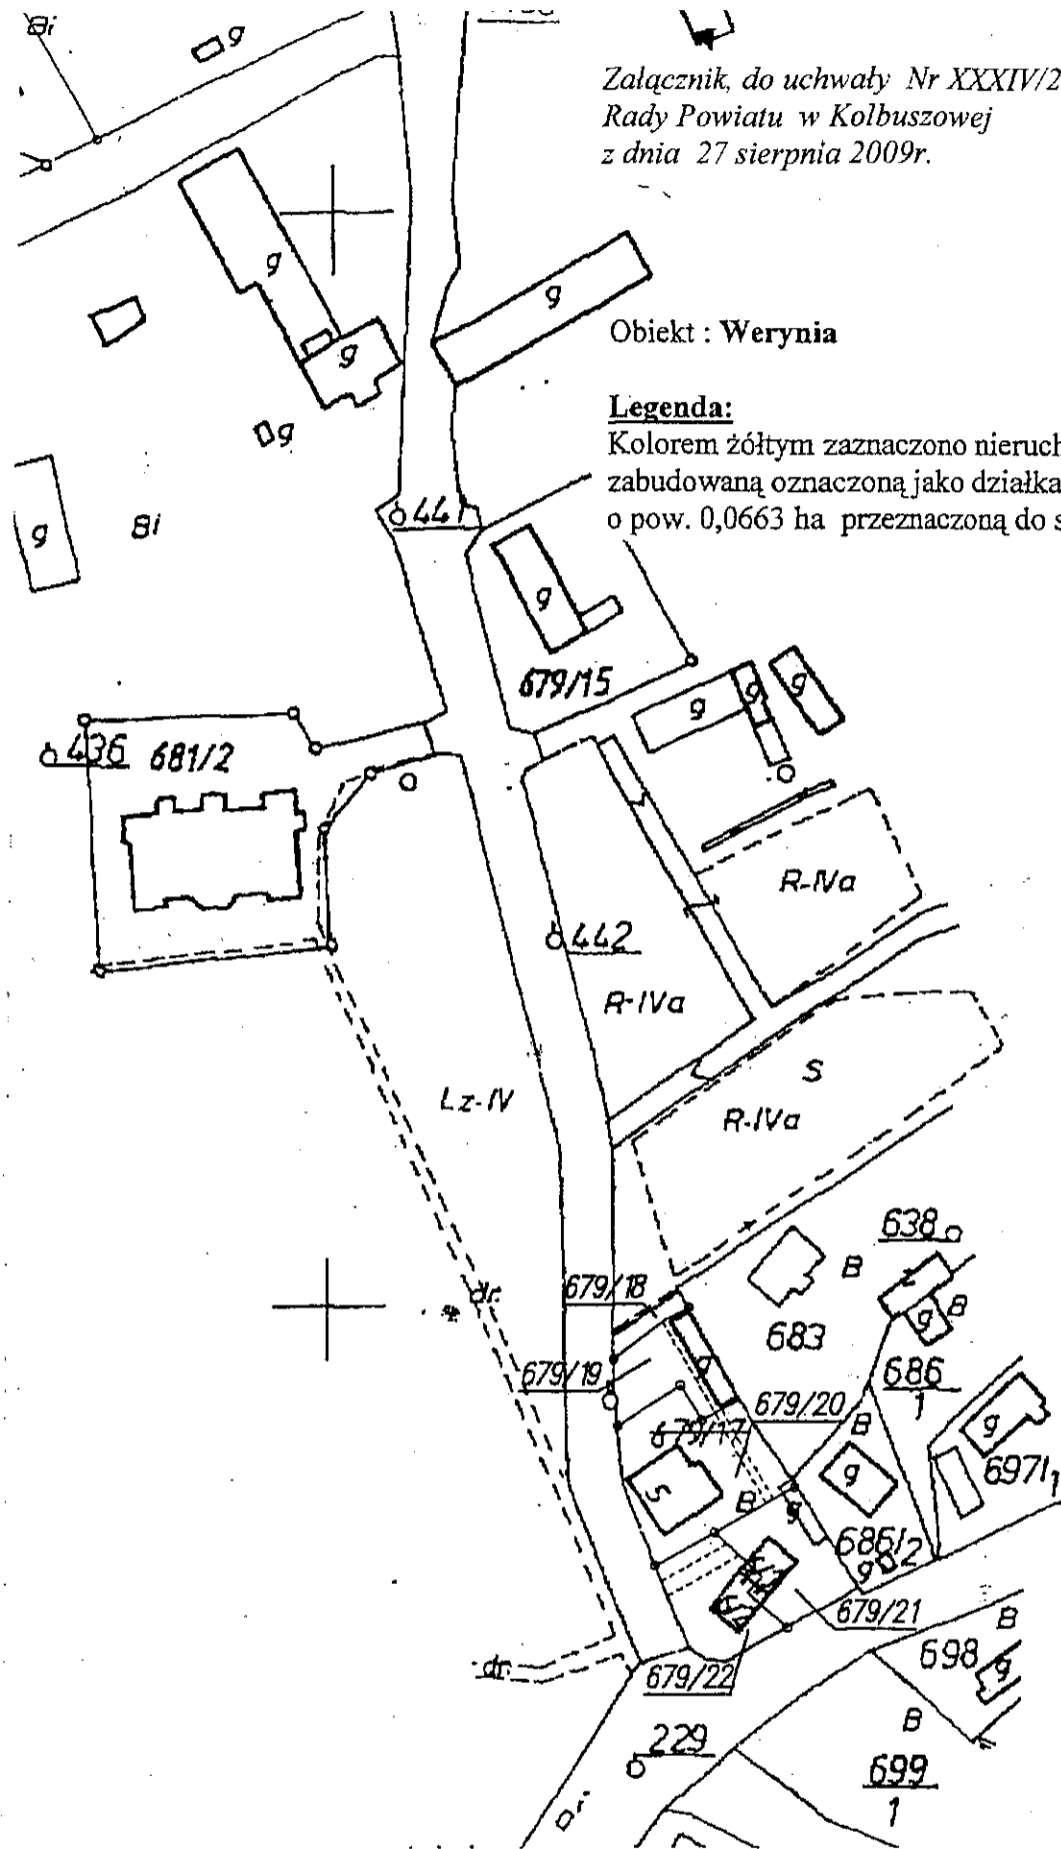 Bi
g
Załącznik, do uchwały Nr XXXIV/2
Rady Powiatu w Kolbuszowej
z dnia 27 sierpnia 2009r.
g
g
g
Obiekt : Werynia
g
Legenda:
Kolorem żółtym zaznaczono nieruch
zabudowaną oznaczoną jako działka
o pow. 0,0663 ha przeznaczoną do s
441
g
Bi
g
679/15
g
g
g
436
681/2
R-IVa
442
R-IVa
S
Lz-IV
R-IVa
638
B
dr.
679/18
B
g
683
679/19
g
686
1
679/20
B
679/17
g
g
697/1
S
B
g
686/2
g
679/21
B
698
g
dr.
679/22
B
229
699
1